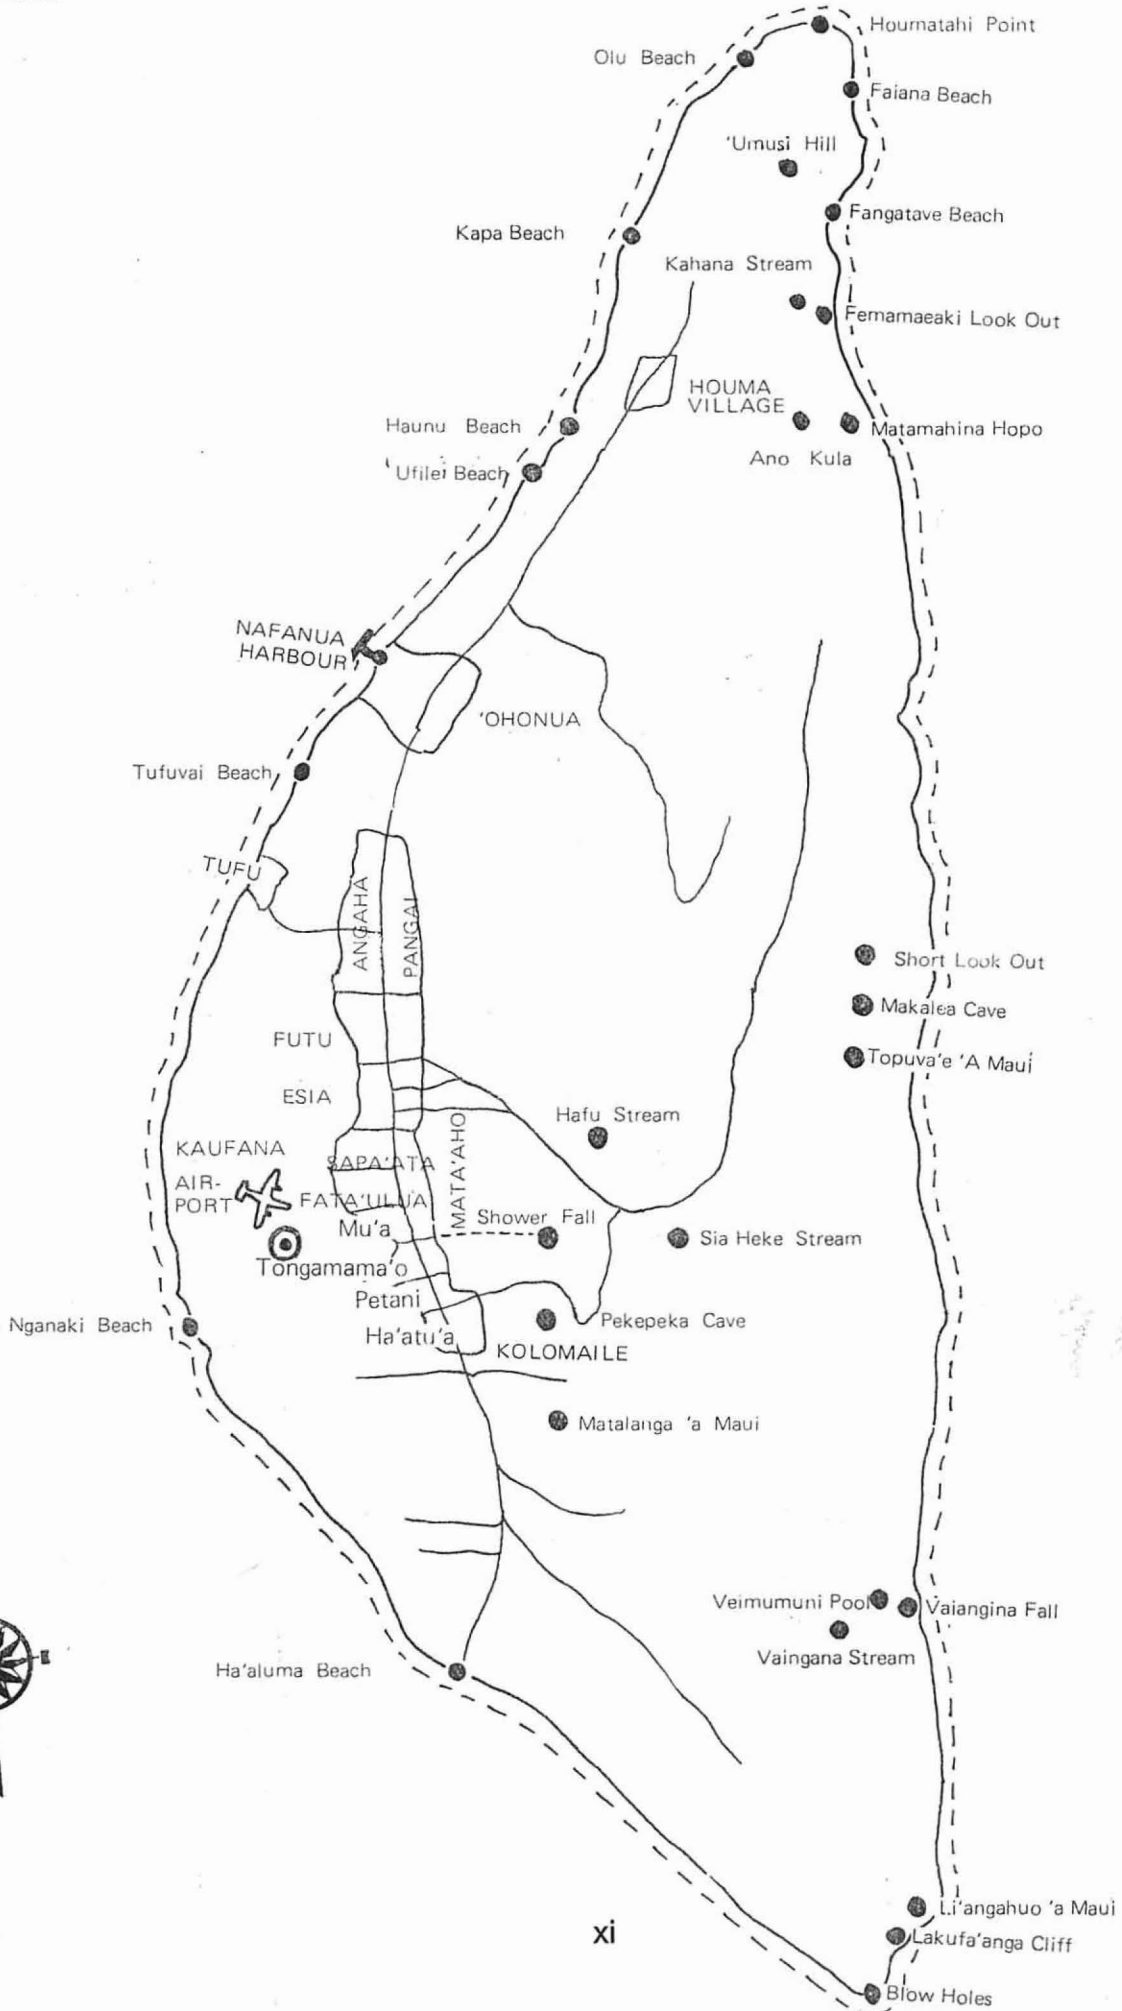 Houmatahi Point
Olu Beach
Faiana Beach
'Umusi Hill
Fangatave Beach
Kapa Beach
Kahana Stream
Femamaeaki Look Out
HOUMA
VILLAGE
Haunu Beach
Matamahina Hopo
Ano Kula
'Ufilei Beach
NAFANUA
HARBOUR
'OHONUA
Tufuvai Beach
TUFU
ANGAHA
PANGAI
Short Look Out
Makalea Cave
FUTU
Topuva'e 'A Maui
ESIA
Hafu Stream
MATA'AHO
KAUFANA
SAPA'ATA
AIR-
PORT
FATA'ULUA
Mu'a
Shower Fall
Sia Heke Stream
Tongamama'o
Petani
Nganaki Beach
Pekepeka Cave
Ha'atu'a
KOLOMAILE
Matalanga 'a Maui
Veimumuni Pool
Vaiangina Fall
Vaingana Stream
Ha'aluma Beach
Li'angahuo 'a Maui
xi
Lakufa'anga Cliff
Blow Holes